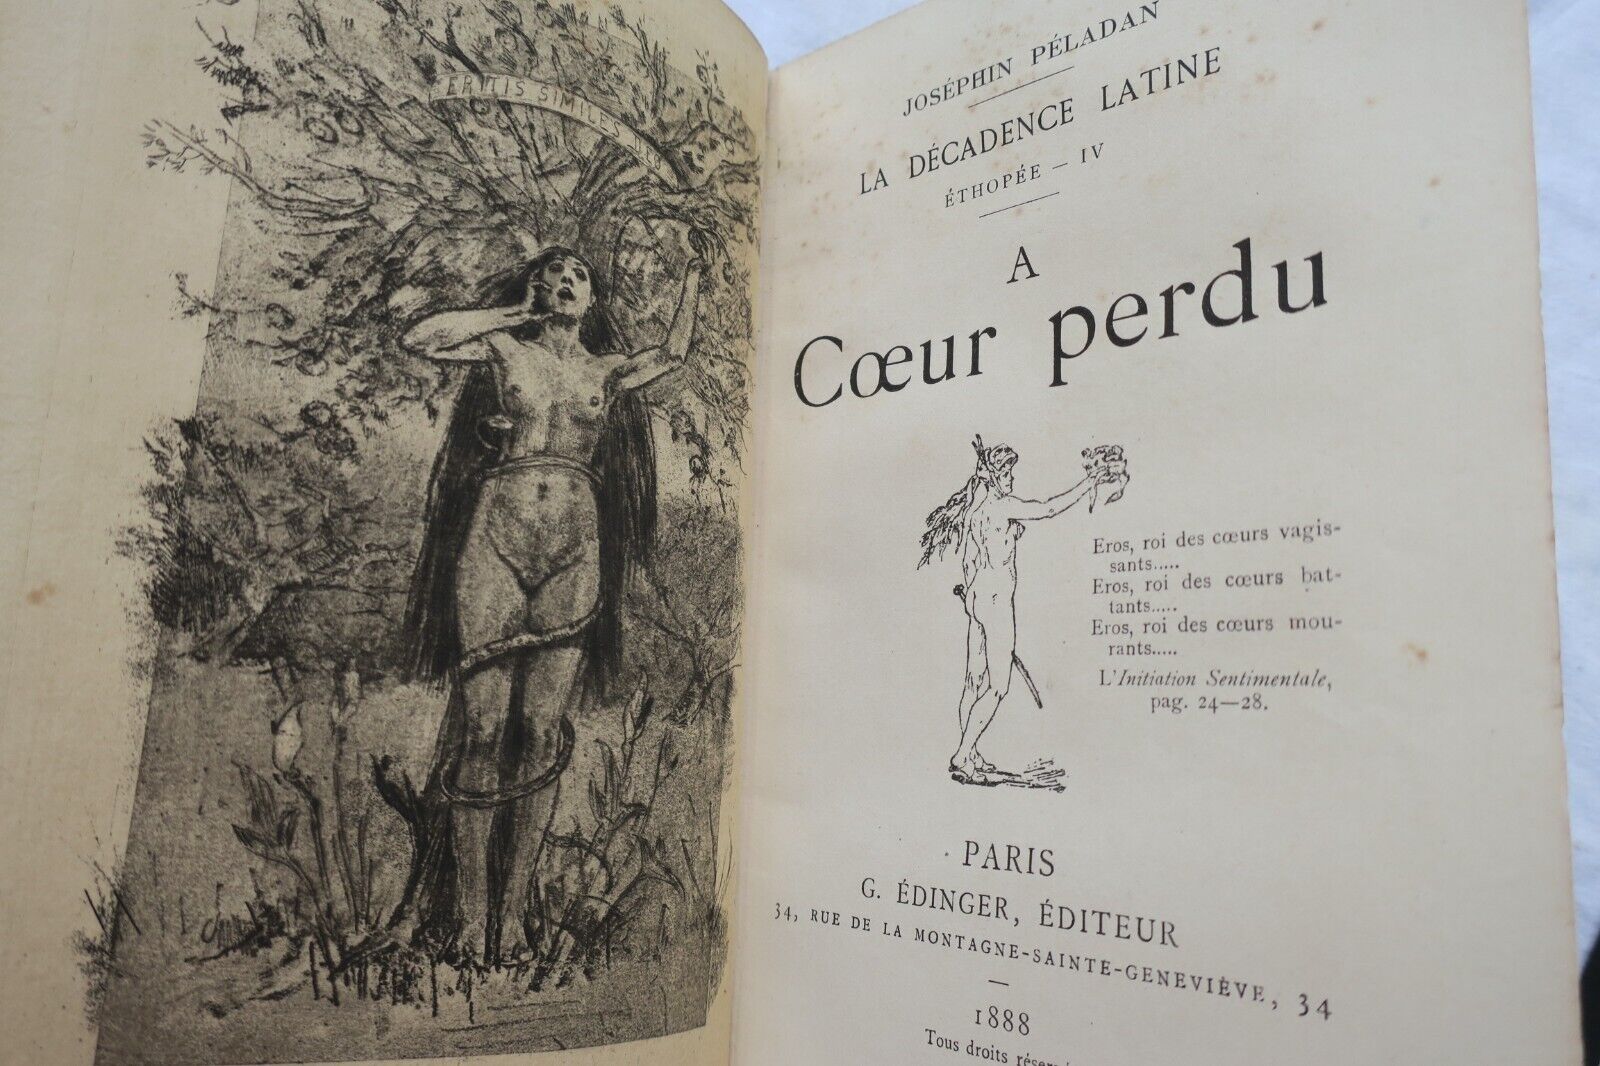 ERITIS SIMILES DEO
JOSÉPHIN PÉLADAN
LA DÉCADENCE LATINE
ÉTHOPÉE — IV
A
Cœur perdu
Eros, roi des cœurs vagis-
sants.....
Eros, roi des cœurs bat-
tants.....
Eros, roi des cœurs mou-
rants.....
L'Initiation Sentimentale,
pag. 24—28.
PARIS
G. ÉDINGER, ÉDITEUR
34, RUE DE LA MONTAGNE-SAINTE-GENEVIÈVE, 34
1888
Tous droits réser